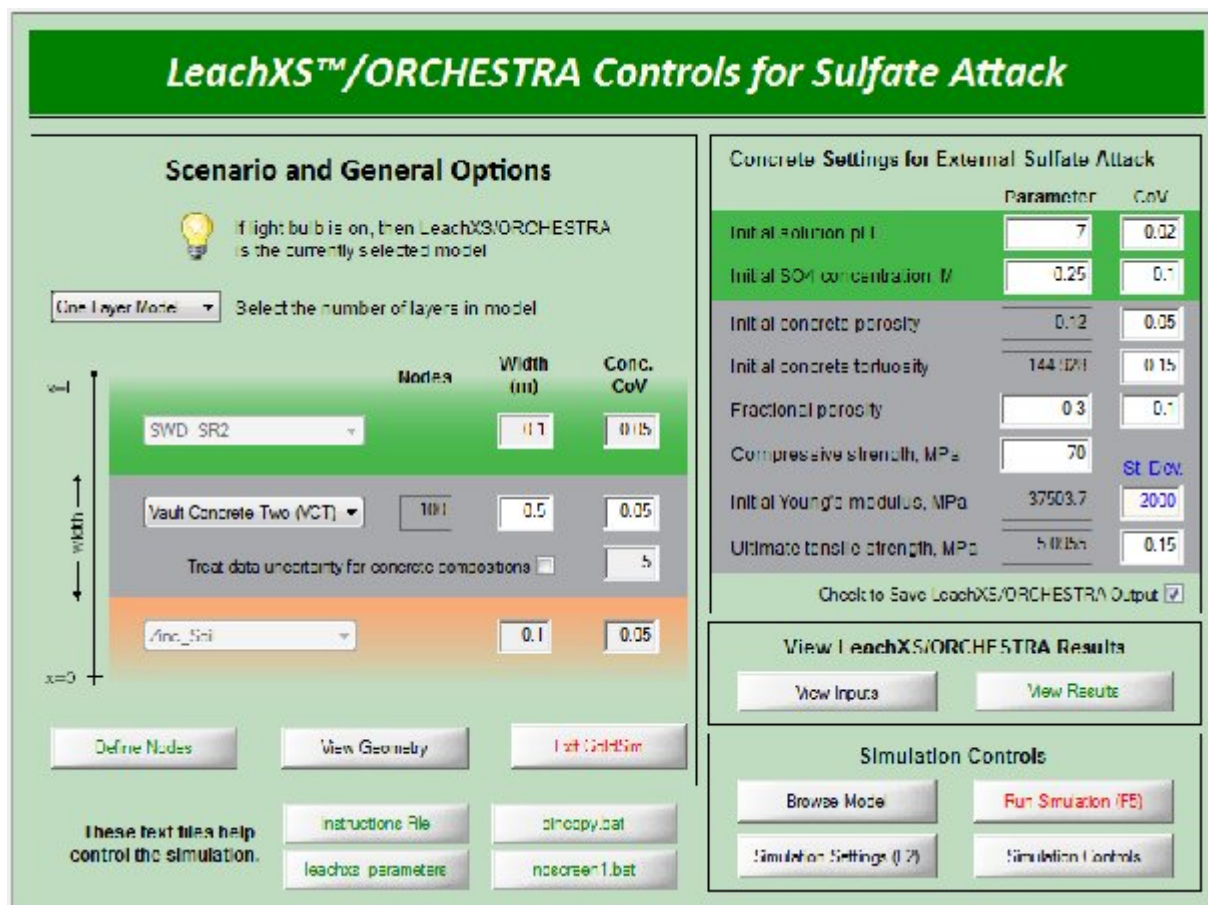 LeachXS™/ORCHESTRA Controls for Sulfate Attack
Scenario and General Options
If light bulb is on, then LeachXS/ORCHESTRA
is the currently selected model
One Layer Model
Select the number of layers in model
Nodes
Width
(m)
Conc.
CoV
x=L
SWD_SR2
0.1
0.05
width
Vault Concrete Two (VCT)
100
0.5
0.05
Treat data uncertainty for concrete compositions
5
Zinc_Soil
0.1
0.05
x=0
Define Nodes
View Geometry
Exit GoldSim
These text files help
control the simulation.
Instructions File
leachxs_parameters
noscreen1.bat
Concrete Settings for External Sulfate Attack
Parameter
CoV
Initial solution pH
7
0.02
Initial SO4 concentration, M
0.25
0.1
Initial concrete porosity
0.12
0.05
Initial concrete tortuosity
144.928
0.15
Fractional porosity
0.3
0.1
Compressive strength, MPa
70
St. Dev.
Initial Young's modulus, MPa
37503.7
2000
Ultimate tensile strength, MPa
0.15
Check to Save LeachXS/ORCHESTRA Output
View LeachXS/ORCHESTRA Results
View Inputs
View Results
Simulation Controls
Browse Model
Run Simulation (F5)
Simulation Settings (F2)
Simulation Controls